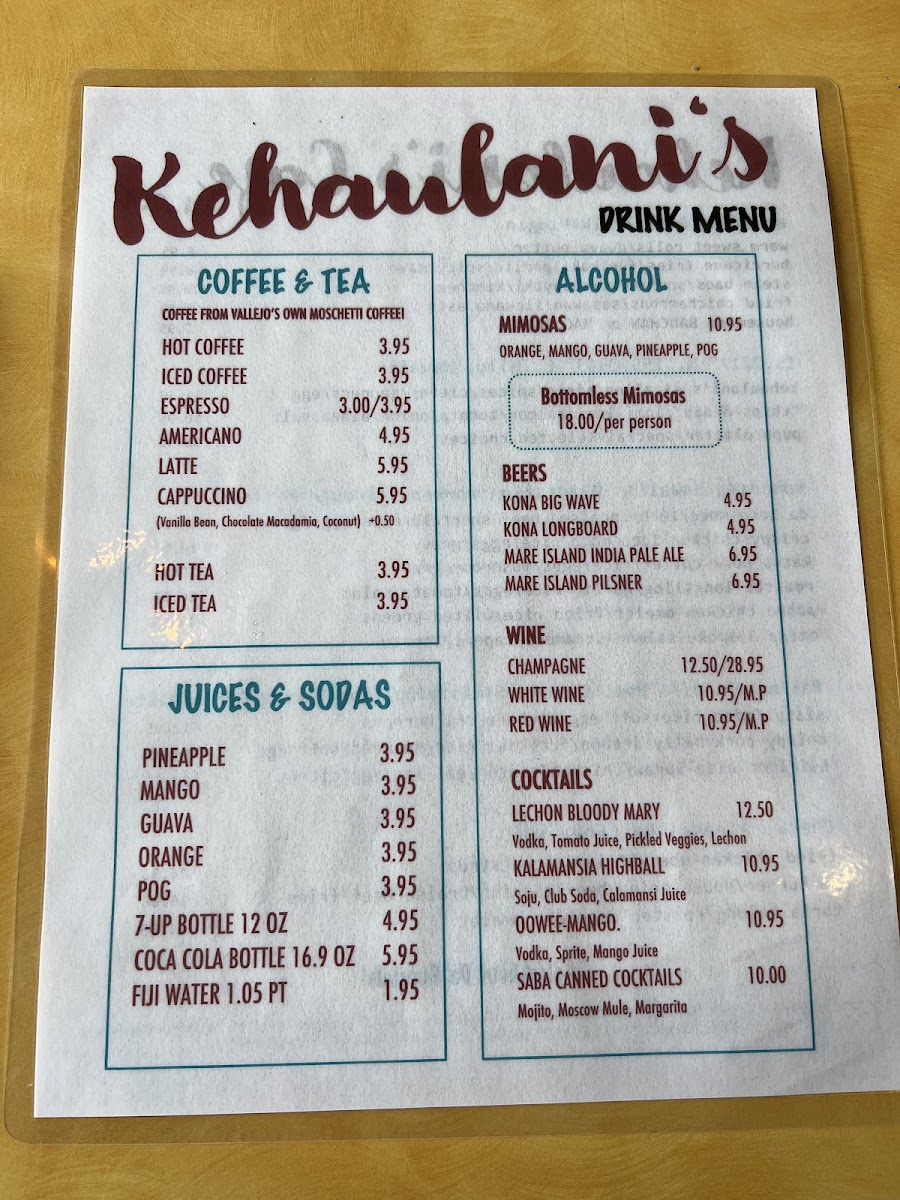 Kehaulani's
DRINK MENU
COFFEE & TEA
COFFEE FROM VALLEJO'S OWN MOSCHETTI COFFEE!
HOT COFFEE 3.95
ICED COFFEE 3.95
ESPRESSO 3.00/3.95
AMERICANO 4.95
LATTE 5.95
CAPPUCCINO 5.95
(Vanilla Bean, Chocolate Macadamia, Coconut) +0.50
HOT TEA 3.95
ICED TEA 3.95
JUICES & SODAS
PINEAPPLE 3.95
MANGO 3.95
GUAVA 3.95
ORANGE 3.95
POG 3.95
7-UP BOTTLE 12 OZ 4.95
COCA COLA BOTTLE 16.9 OZ 5.95
FIJI WATER 1.05 PT 1.95
ALCOHOL
MIMOSAS 10.95
ORANGE, MANGO, GUAVA, PINEAPPLE, POG
Bottomless Mimosas
18.00/per person
BEERS
KONA BIG WAVE 4.95
KONA LONGBOARD 4.95
MARE ISLAND INDIA PALE ALE 6.95
MARE ISLAND PILSNER 6.95
WINE
CHAMPAGNE 12.50/28.95
WHITE WINE 10.95/M.P
RED WINE 10.95/M.P
COCKTAILS
LECHON BLOODY MARY 12.50
Vodka, Tomato Juice, Pickled Veggies, Lechon
KALAMANSIA HIGHBALL 10.95
Soju, Club Soda, Calamansi Juice
OOWEE-MANGO. 10.95
Vodka, Sprite, Mango Juice
SABA CANNED COCKTAILS 10.00
Mojito, Moscow Mule, Margarita